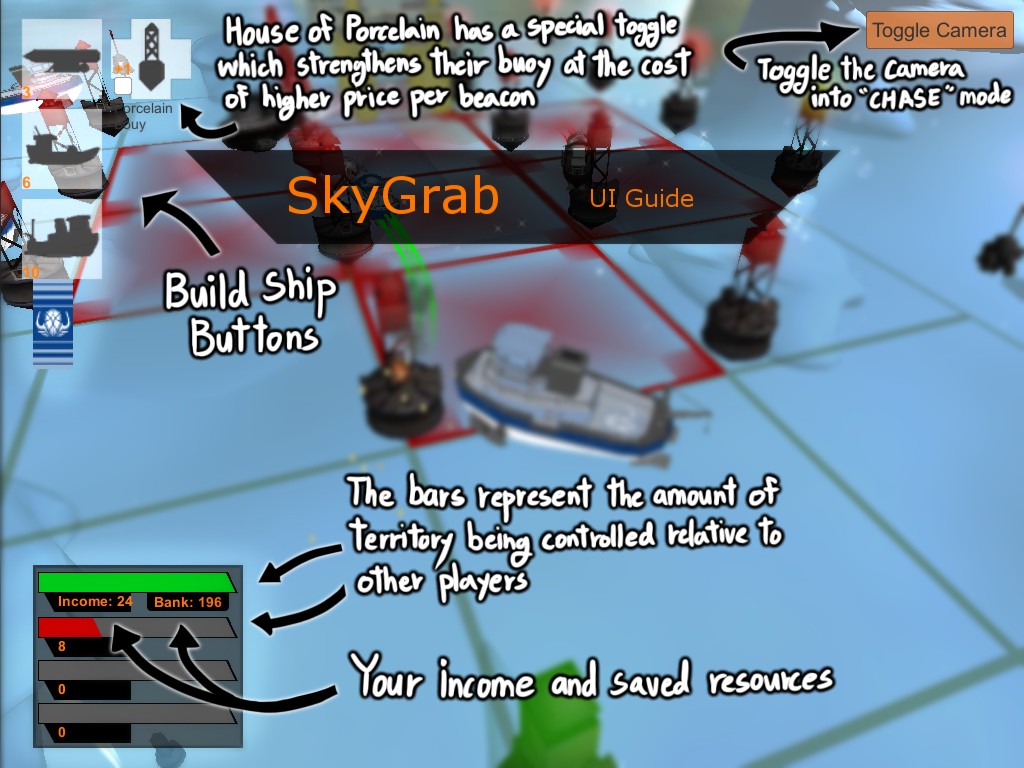 House of Porcelain has a special toggle
which strengthens their buoy at the cost
of higher price per beacon
Toggle Camera
Toggle the Camera
into "CHASE" mode
3
+1
Porcelain
buoy
6
10
SkyGrab
UI Guide
Build Ship
Buttons
The bars represent the amount of
Territory being controlled relative to
other players
Income: 24
Bank: 196
8
0
0
Your income and saved resources